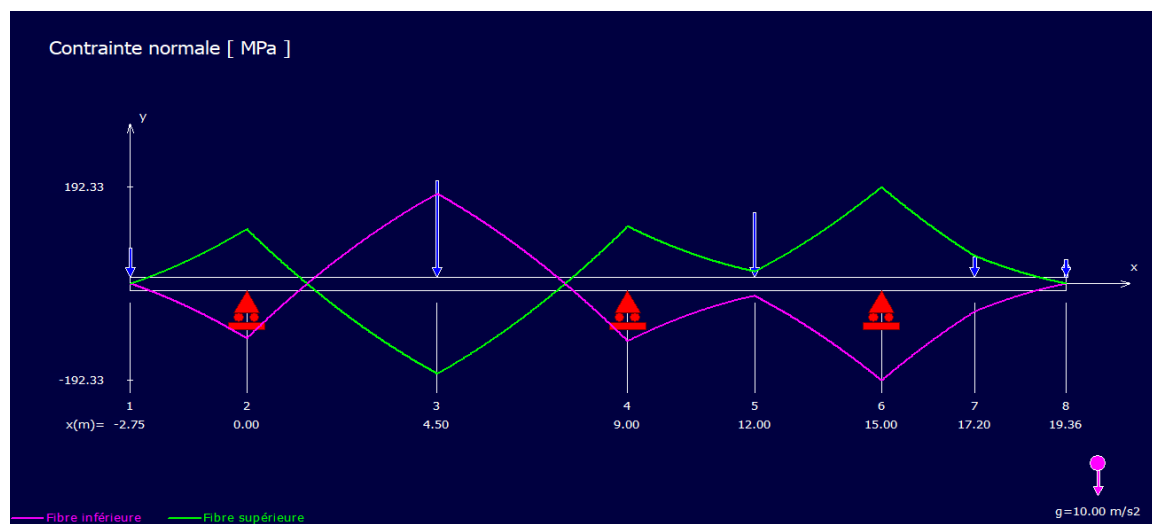 Contrainte normale [ MPa ]
y
192.33
x
-192.33
1 2 3 4 5 6 7 8
x(m)= -2.75 0.00 4.50 9.00 12.00 15.00 17.20 19.36
g=10.00 m/s2
Fibre inférieure Fibre supérieure